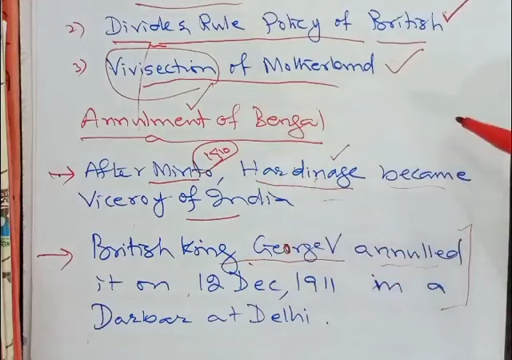 2) Divide & Rule Policy of British
3) Vivisection of Motherland
Annulment of Bengal
→ After Minto, 1910 Hardinage became
Viceroy of India
→ British King George V annulled
it on 12 Dec, 1911 in a
Darbar at Delhi.